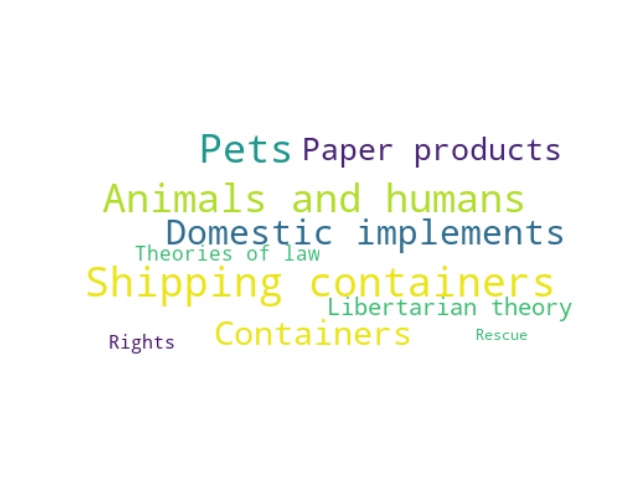 Pets Paper products
Animals and humans
Domestic implements
Theories of law
Shipping containers
Libertarian theory
Containers
Rescue
Rights